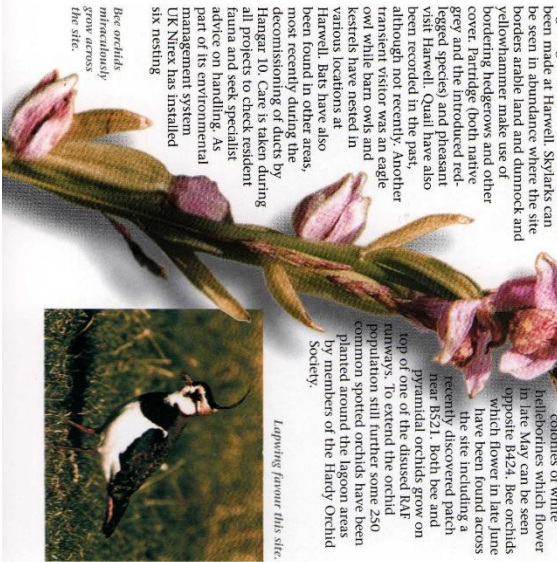 been made at Harwell. Skylarks can
be seen in abundance where the site
borders arable land and dunnock and
yellowhammer make use of
bordering hedgerows and other
cover. Partridge (both native
grey and the introduced red-
legged species) and pheasant
visit Harwell. Quail have also
been recorded in the past,
although not recently. Another
transient visitor was an eagle
owl while barn owls and
kestrels have nested in
various locations at
Harwell. Bats have also
been found in other areas,
most recently during the
decomissioning of ducts by
Hangar 10. Care is taken during
all projects to check resident
fauna and seek specialist
advice on handling. As
part of its environmental
management system
UK Nirex has installed
six nesting
Bee orchids
miraculously
grow across
the site.
colonies of white
helleborines which flower
in late May can be seen
opposite B424. Bee orchids
which flower in late June
have been found across
the site including a
recently discovered patch
near B521. Both bee and
pyramidal orchids grow on
top of one of the disused RAF
runways. To extend the orchid
population still further some 250
common spotted orchids have been
planted around the lagoon areas
by members of the Hardy Orchid
Society.
Lapwing favour this site.